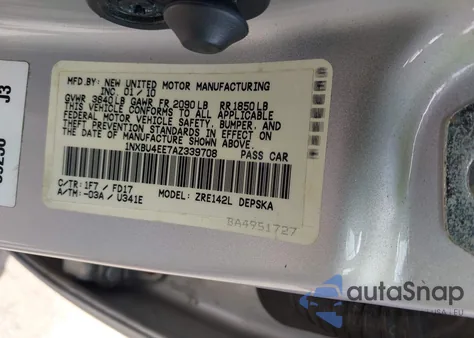 MFD.BY: NEW UNITED MOTOR MANUFACTURING
INC. 01/10
GVWR 3840LB GAWR FR 2090LB RR1850LB
THIS VEHICLE CONFORMS TO ALL APPLICABLE
FEDERAL MOTOR VEHICLE SAFETY, BUMPER, AND
THEFT PREVENTION STANDARDS IN EFFECT ON
THE DATE OF MANUFACTURE SHOWN ABOVE.
1NXBU4EE7AZ339708 PASS CAR
C/TR: 1F7 / FD17
A/TM: -03A / U341E
MODEL: ZRE142L DEPSKA
BA4951727
J3
autoSnap